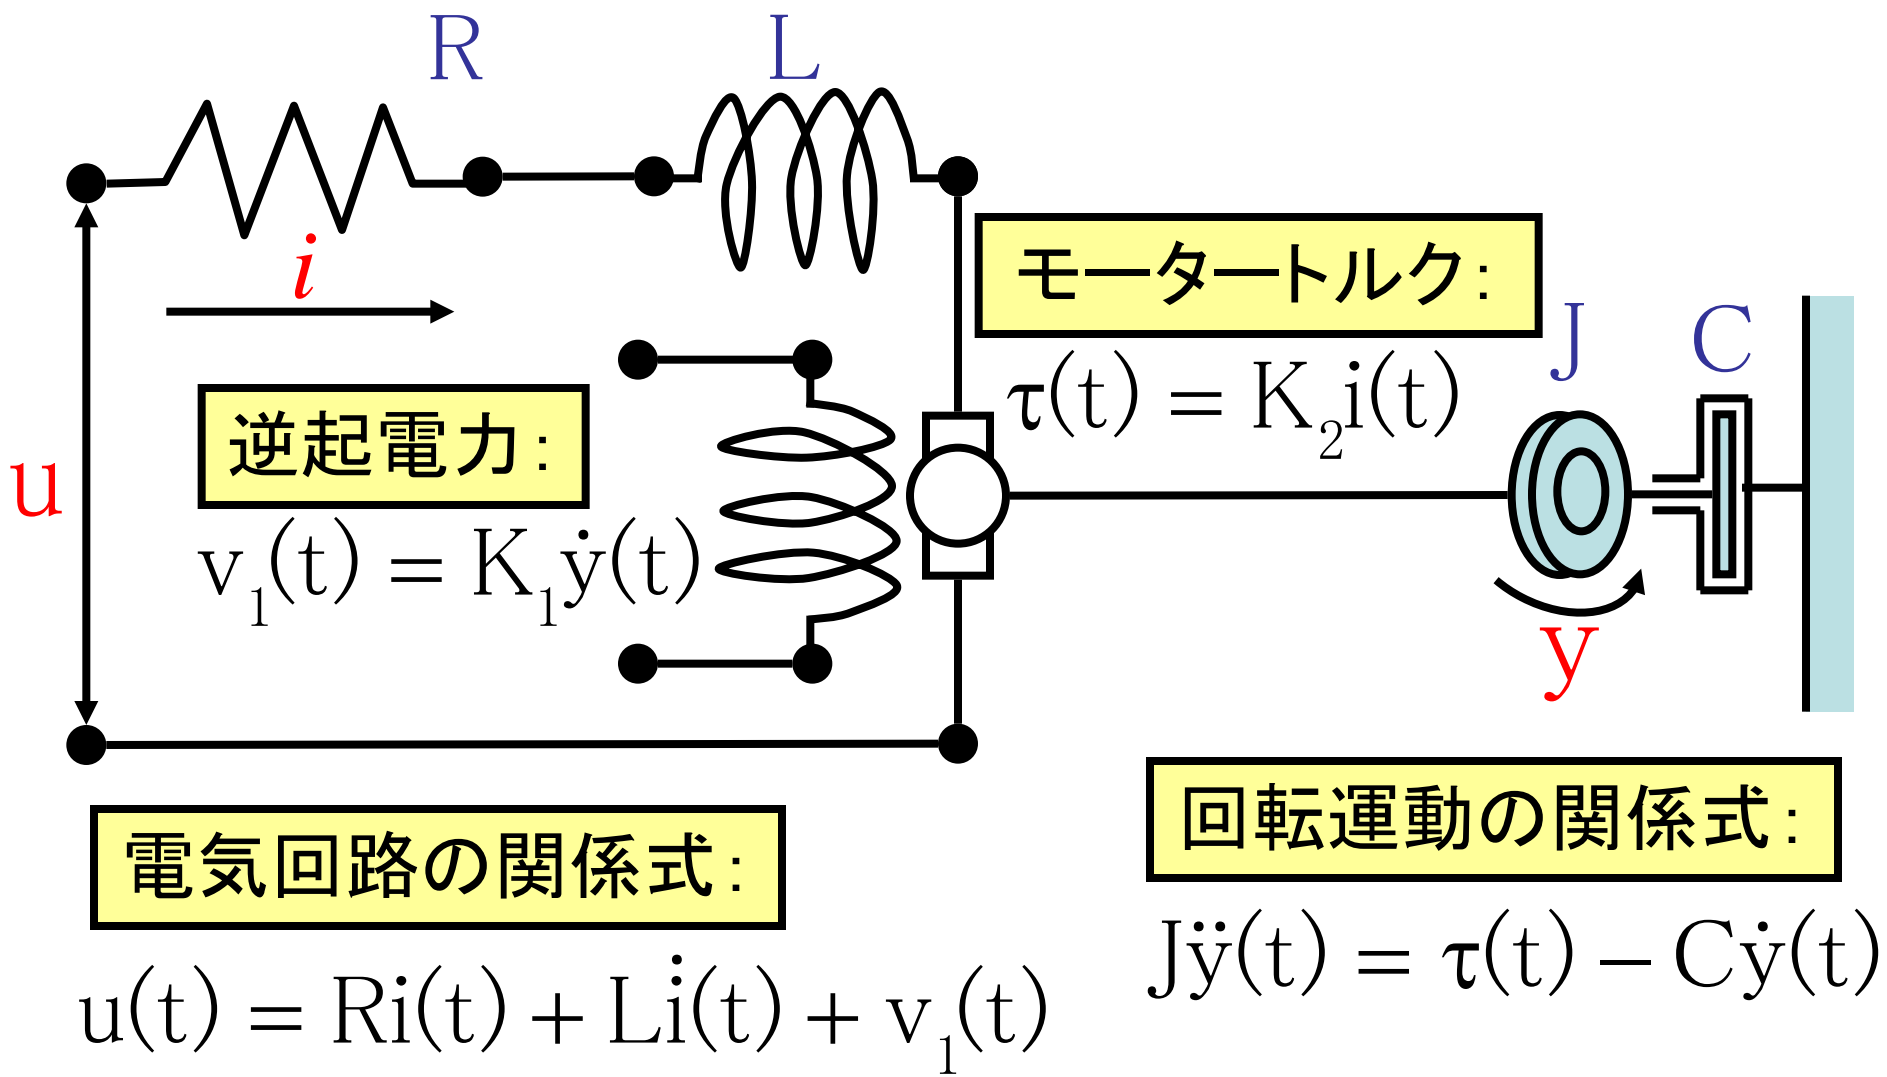 R
L
i
u
モータートルク:
τ(t) = K₂i(t)
J
C
逆起電力:
v₁(t) = K₁ẏ(t)
y
回転運動の関係式:
Jÿ(t) = τ(t) − Cẏ(t)
電気回路の関係式:
u(t) = Ri(t) + Li̇(t) + v₁(t)